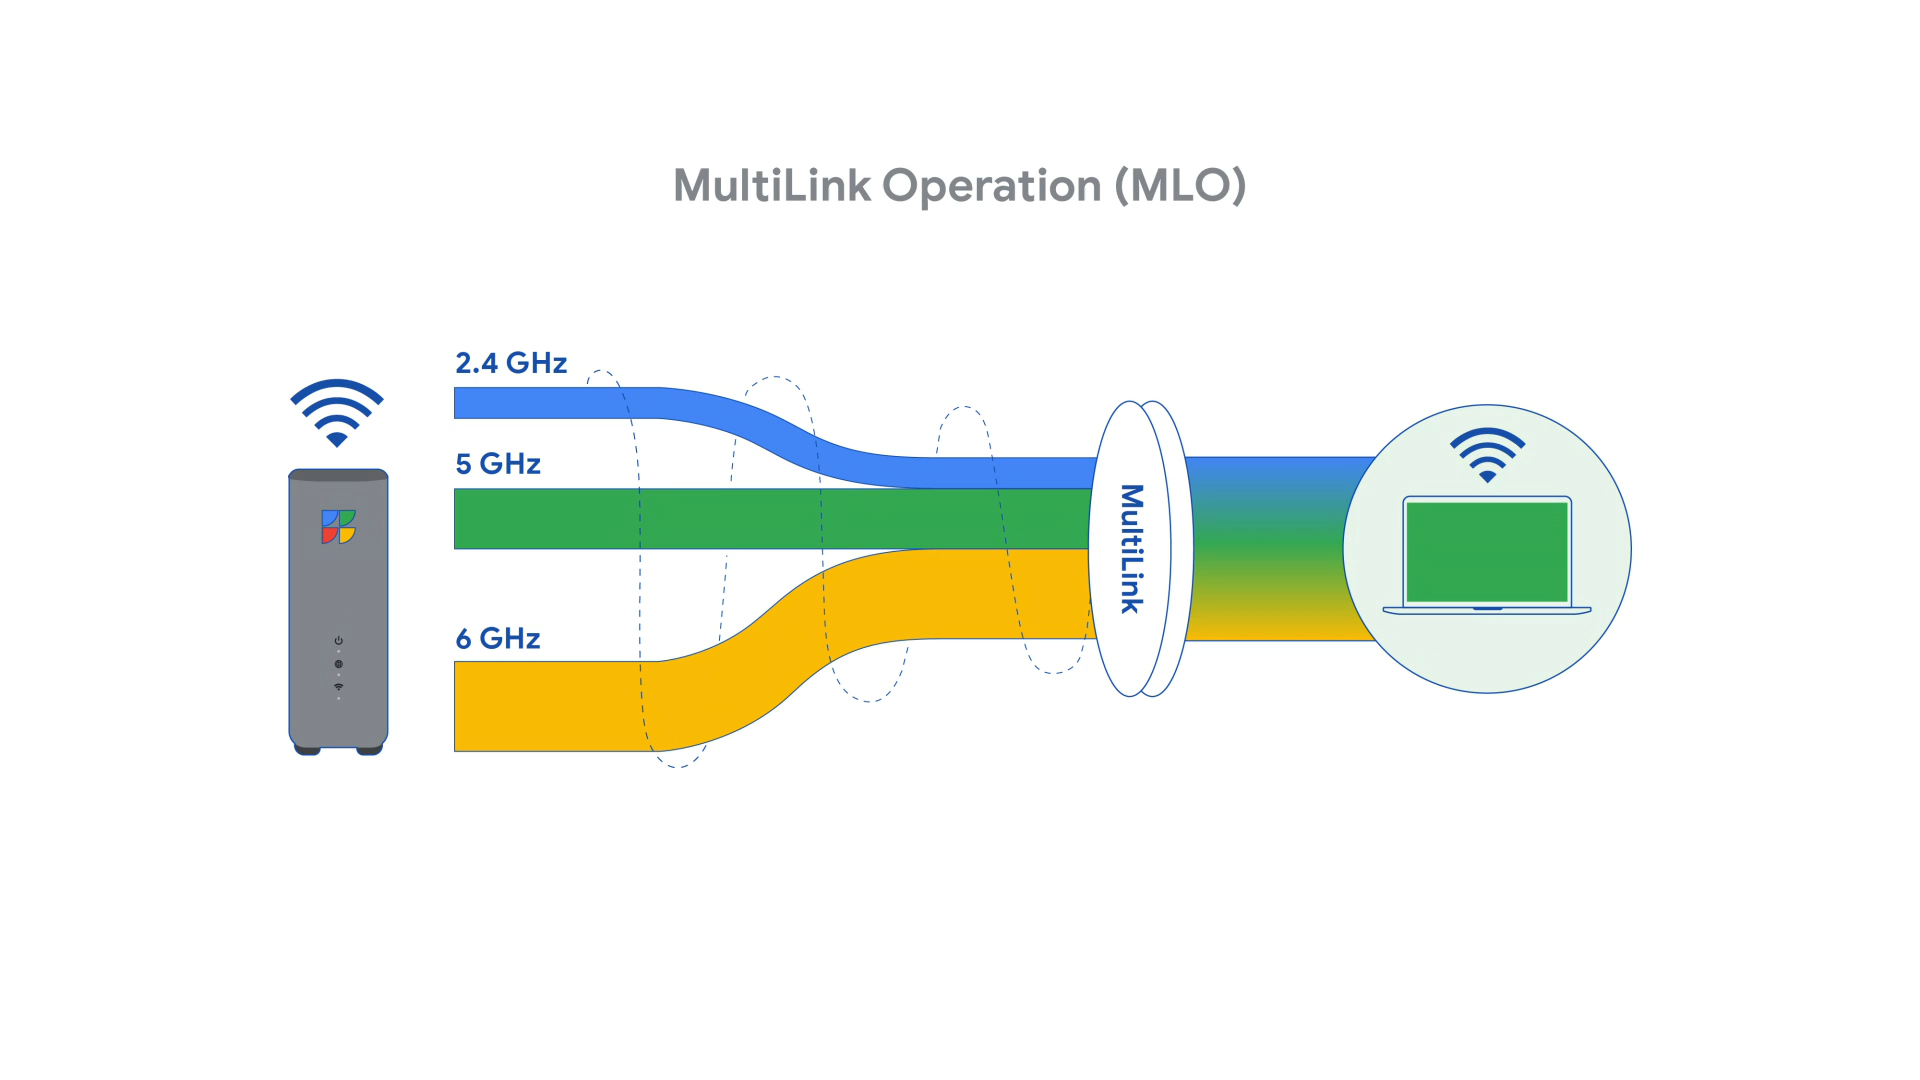 MultiLink Operation (MLO)
2.4 GHz
5 GHz
6 GHz
MultiLink